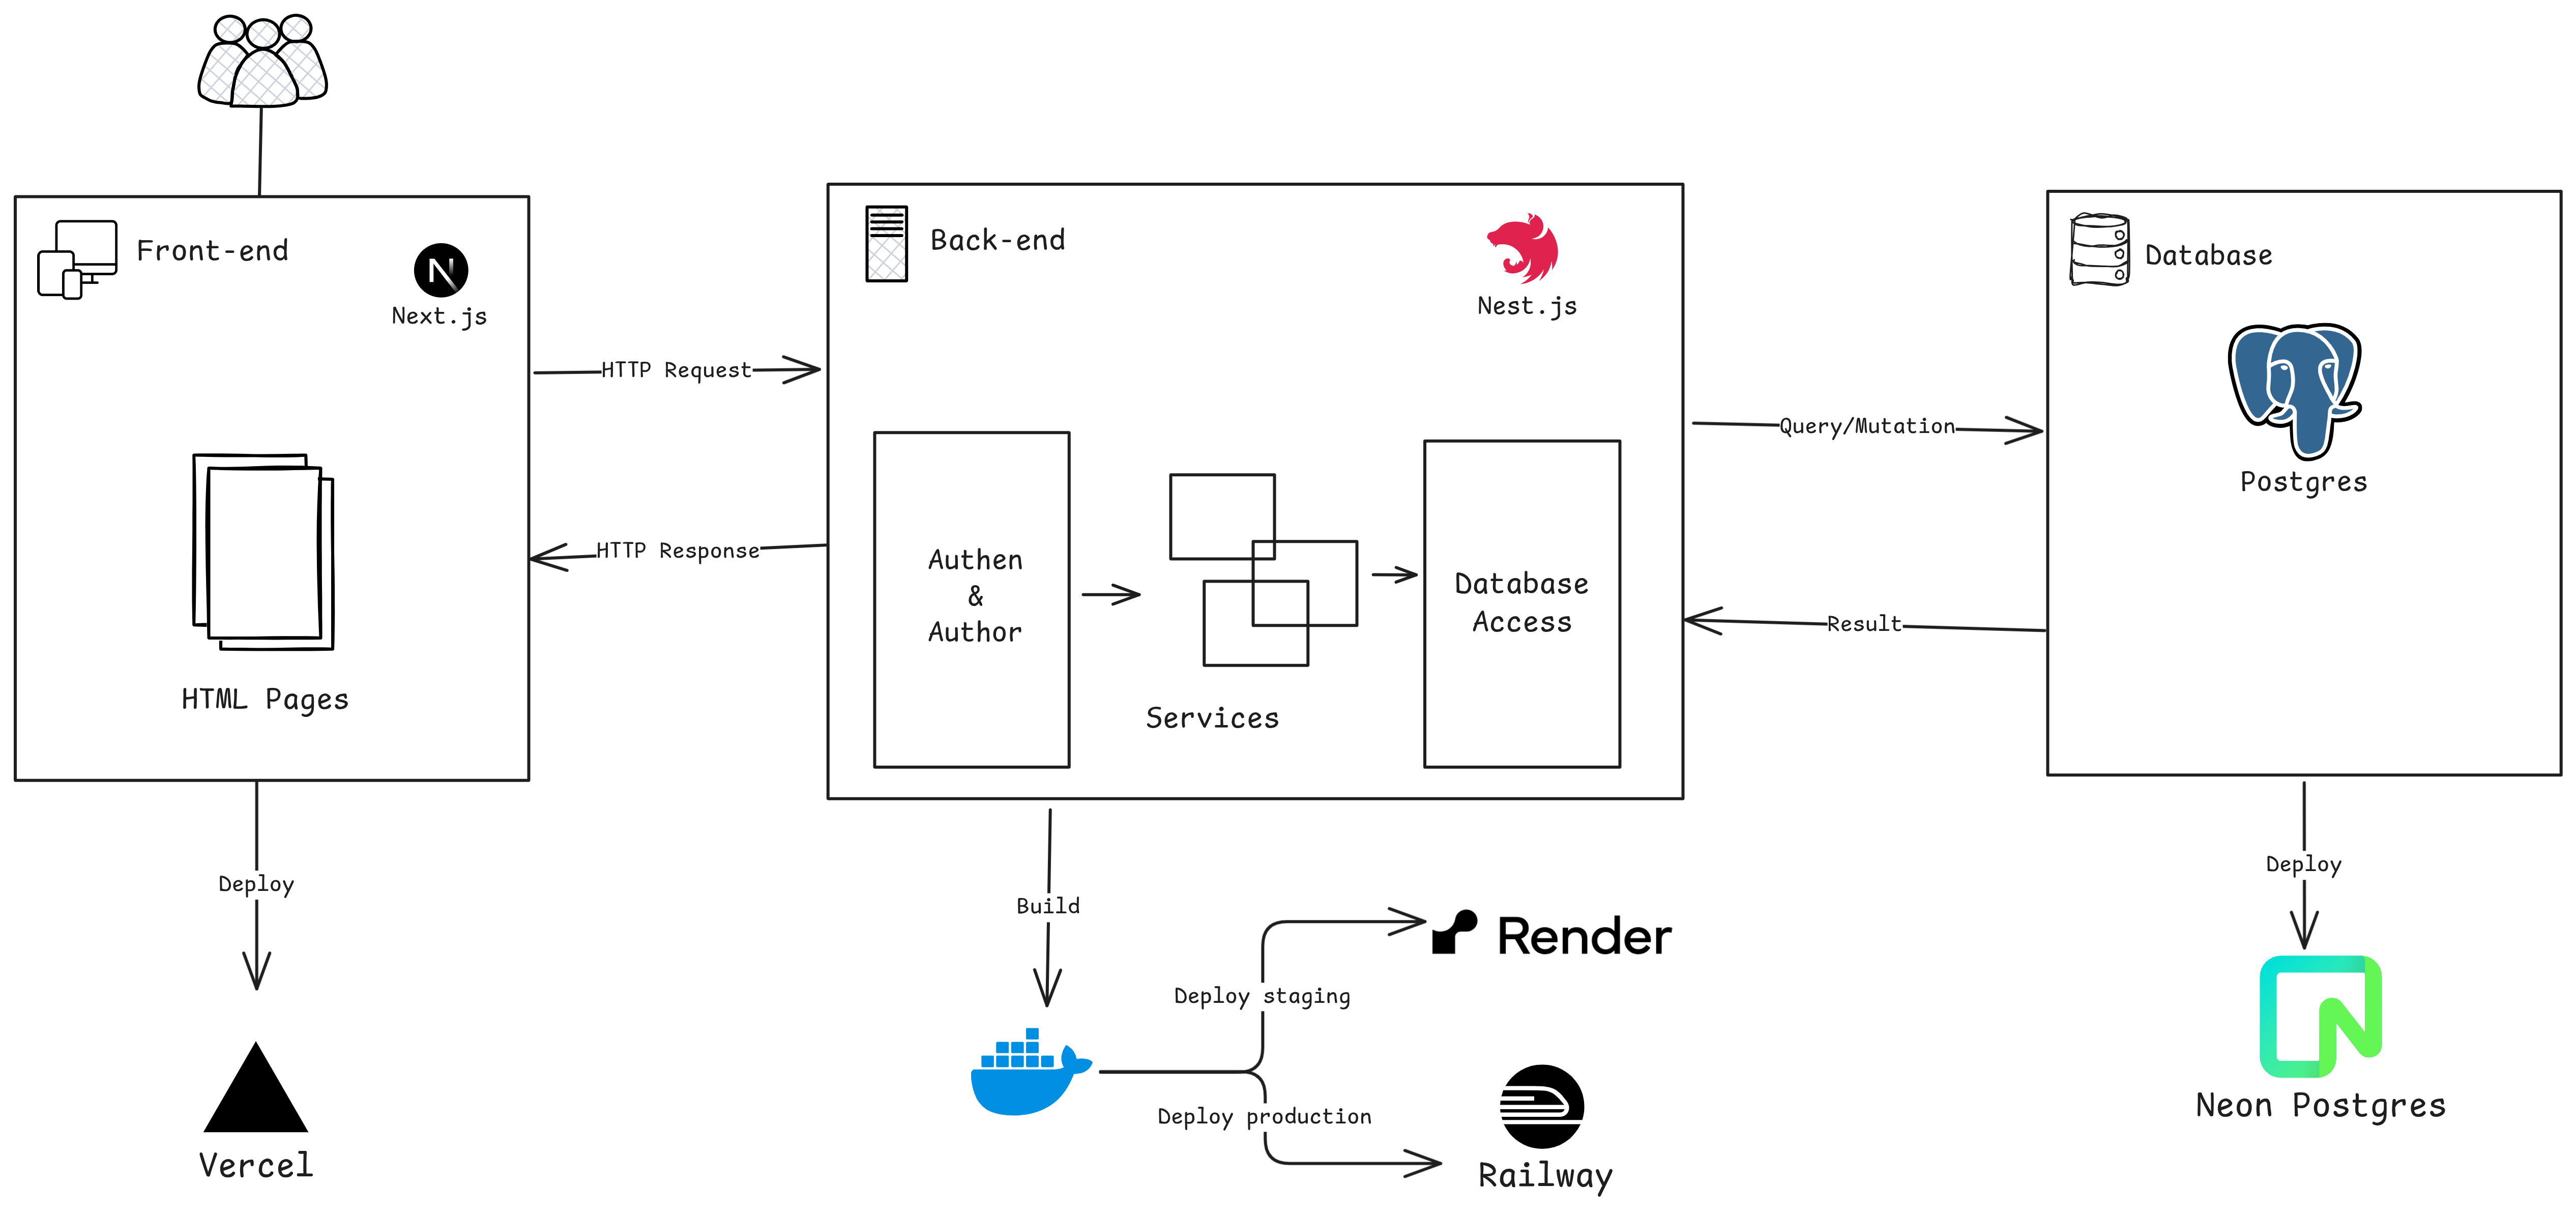 Front-end
Next.js
HTML Pages
HTTP Request
HTTP Response
Back-end
Nest.js
Authen
&
Author
Services
Database
Access
Query/Mutation
Result
Database
Postgres
Deploy
Vercel
Build
Deploy staging
Render
Deploy production
Railway
Deploy
Neon Postgres